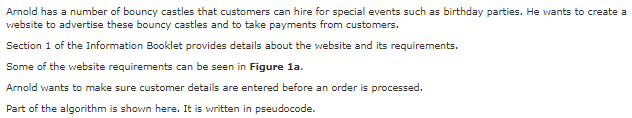 Arnold has a number of bouncy castles that customers can hire for special events such as birthday parties. He wants to create a
website to advertise these bouncy castles and to take payments from customers.
Section 1 of the Information Booklet provides details about the website and its requirements.
Some of the website requirements can be seen in Figure 1a.
Arnold wants to make sure customer details are entered before an order is processed.
Part of the algorithm is shown here. It is written in pseudocode.